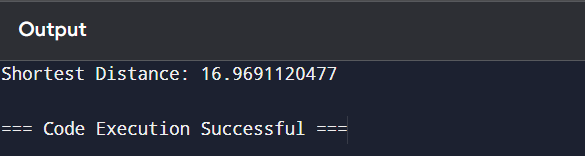 Output
Shortest Distance: 16.9691120477
=== Code Execution Successful ===